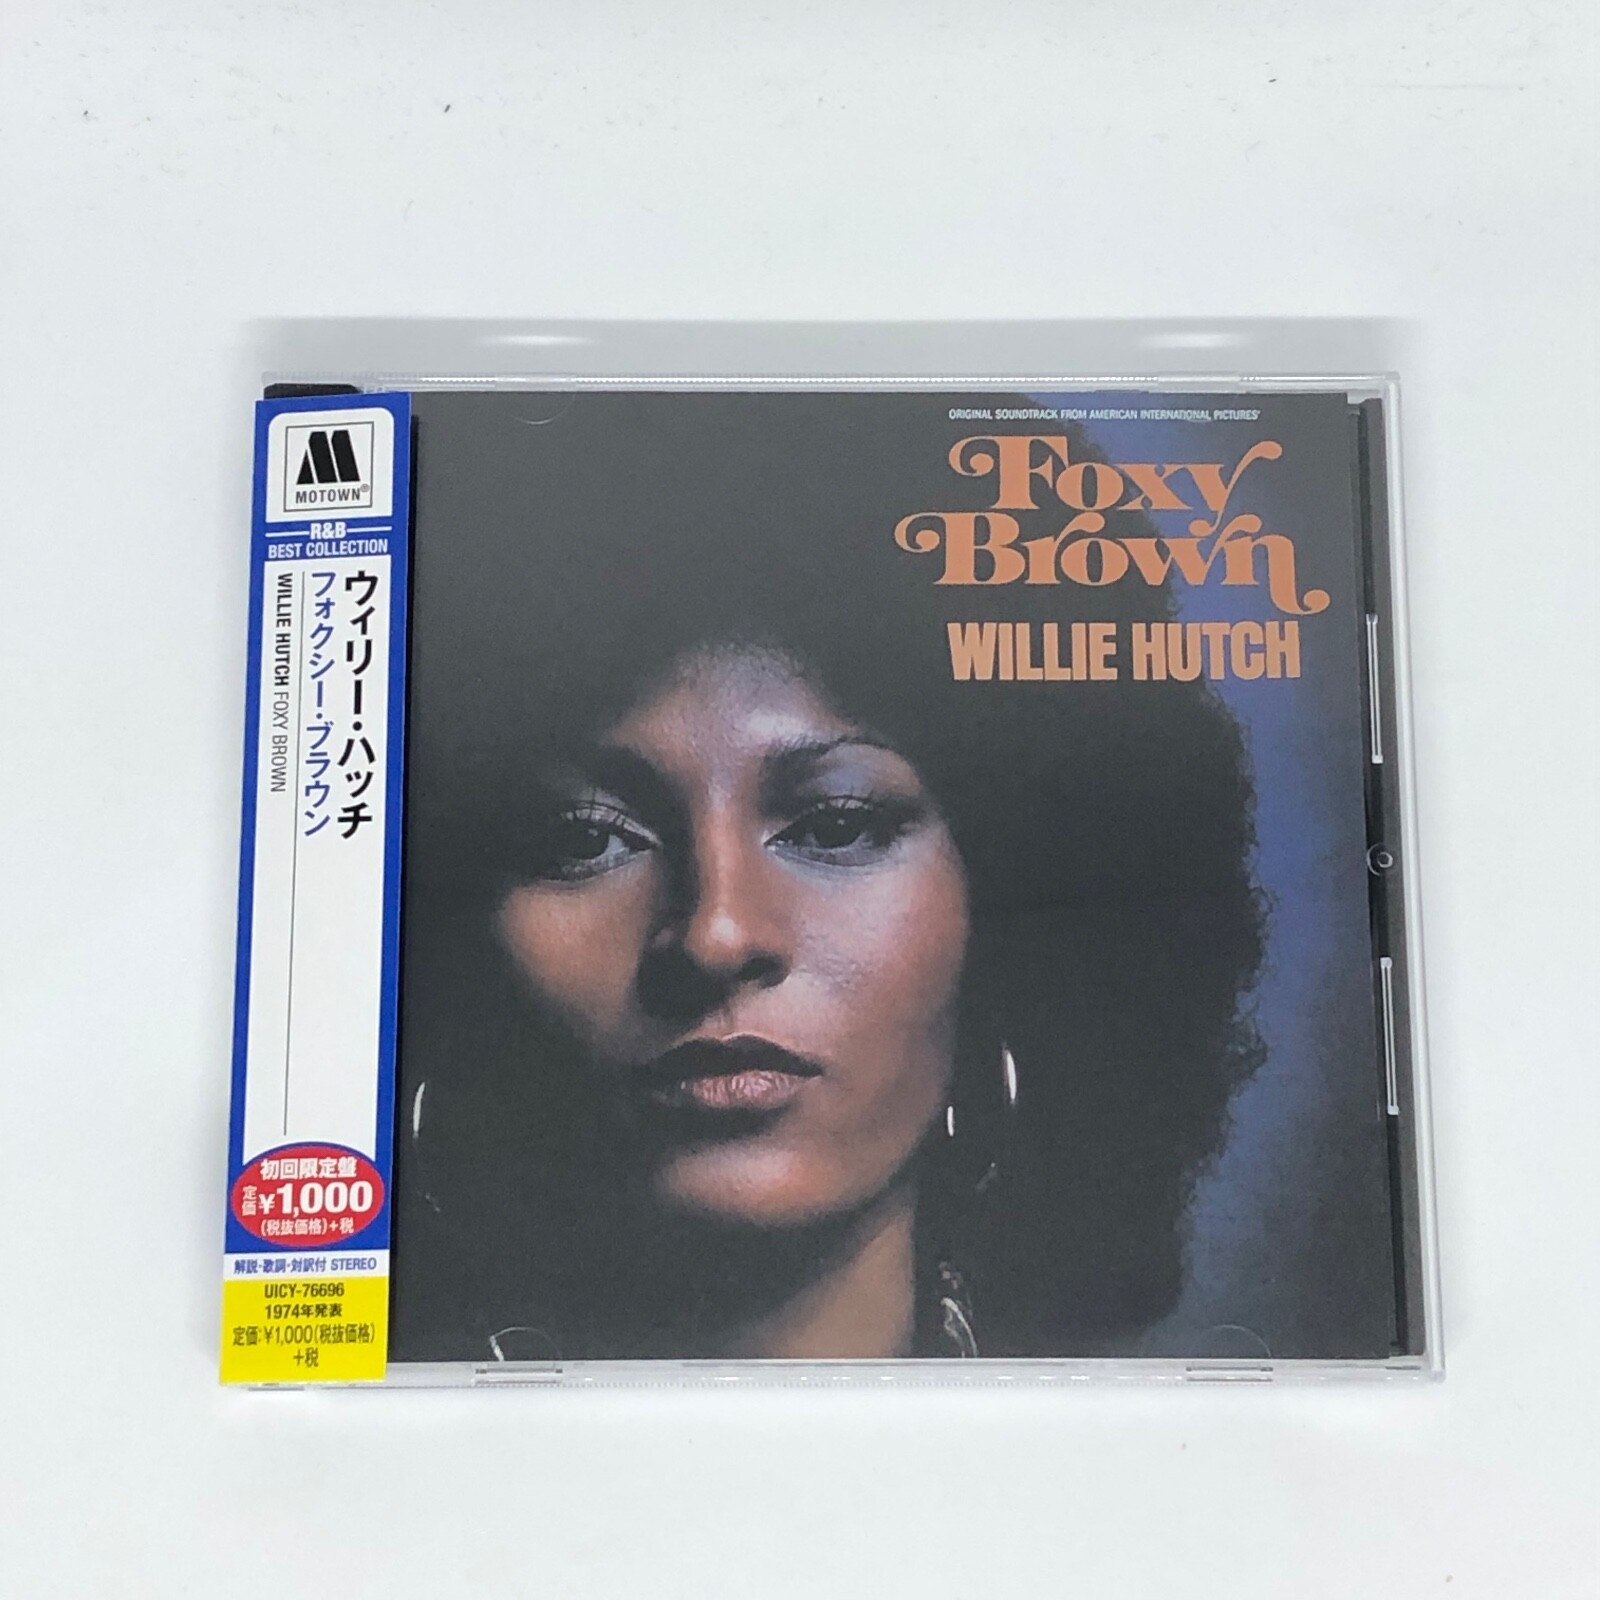 MOTOWN®
R&B
BEST COLLECTION
ウィリー・ハッチ
フォクシー・ブラウン
WILLIE HUTCH FOXY BROWN
初回限定盤
定価¥1,000
(税抜価格)+税
解説・歌詞・対訳付 STEREO
UICY-76696
1974年発表
定価:¥1,000(税抜価格)
+税
ORIGINAL SOUNDTRACK FROM AMERICAN INTERNATIONAL PICTURES'
Foxy
Brown
WILLIE HUTCH